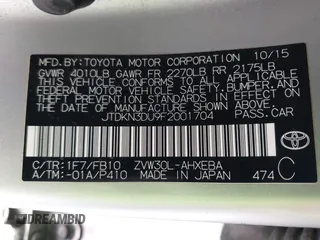 MFD.BY:TOYOTA MOTOR CORPORATION 10/15
GVWR 4010LB GAWR FR 2270LB RR 2175LB
THIS VEHICLE CONFORMS TO ALL APPLICABLE
FEDERAL MOTOR VEHICLE SAFETY, BUMPER, AND
THEFT PREVENTION STANDARDS IN EFFECT ON THE
DATE OF MANUFACTURE SHOWN ABOVE.
JTDKN3DU9F2001704 PASS.CAR
C/TR:1F7/FB10 ZVW30L-AHXEBA
A/TM:-01A/P410 MADE IN JAPAN 474 C
TOYOTA
DREAMBID